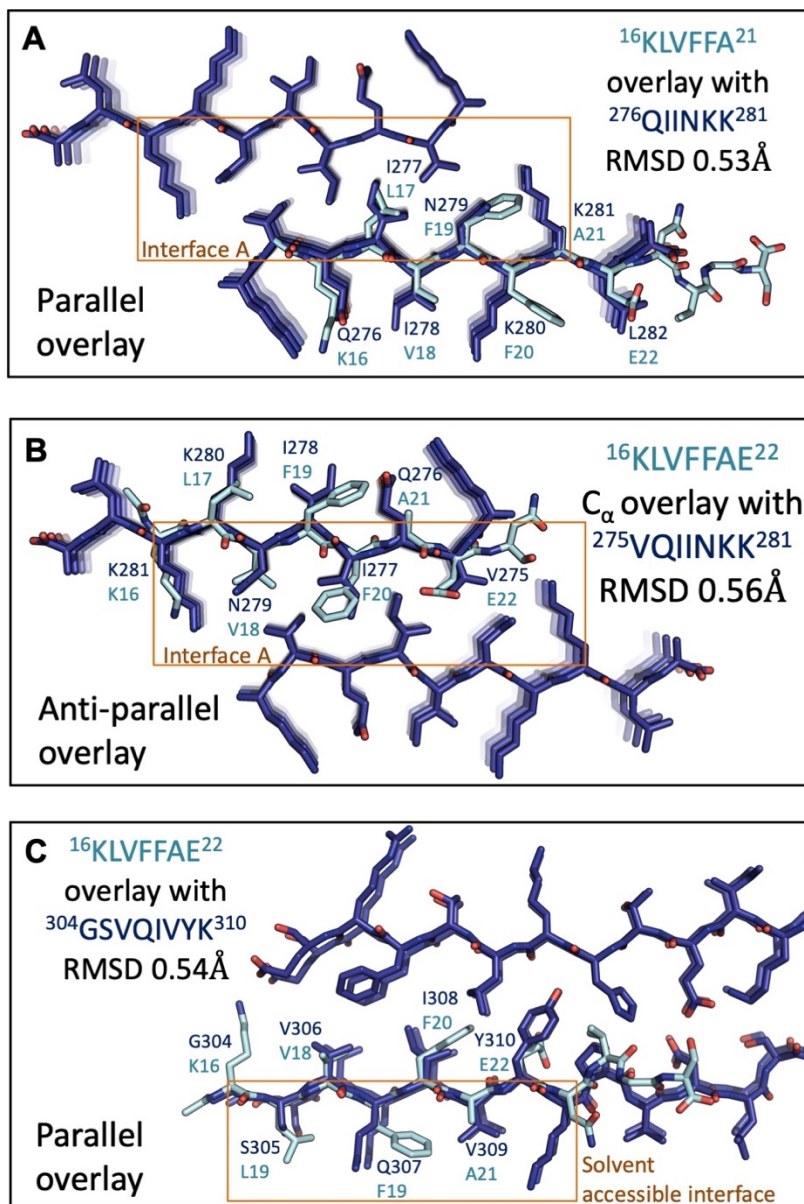 A
¹⁶KLVFFA²¹
overlay with
²⁷⁶QIINKK²⁸¹
RMSD 0.53Å
I277
L17
N279
F19
K281
A21
Interface A
Parallel
overlay
Q276
K16
I278
V18
K280
F20
L282
E22
B
¹⁶KLVFFAE²²
Cα overlay with
²⁷⁵VQIINKK²⁸¹
RMSD 0.56Å
K280
L17
I278
F19
Q276
A21
K281
K16
N279
V18
I277
F20
V275
E22
Interface A
Anti-parallel
overlay
C
¹⁶KLVFFAE²²
overlay with
³⁰⁴GSVQIVYK³¹⁰
RMSD 0.54Å
G304
K16
V306
V18
I308
F20
Y310
E22
S305
L19
Q307
F19
V309
A21
Parallel
overlay
Solvent
accessible interface